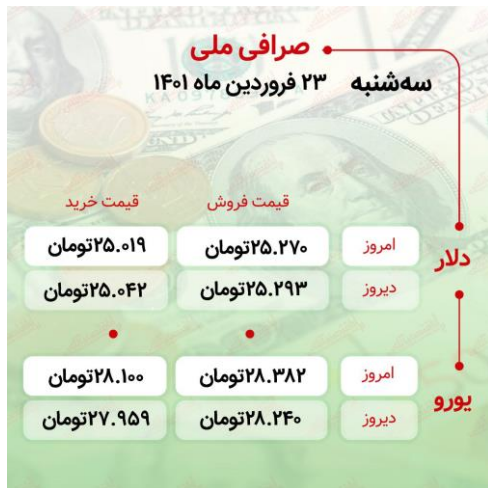 صرافی ملی
سه‌شنبه ۲۳ فروردین ماه ۱۴۰۱
قیمت فروش قیمت خرید
دلار
امروز ۲۵.۲۷۰تومان ۲۵.۰۱۹تومان
دیروز ۲۵.۲۹۳تومان ۲۵.۰۴۲تومان
یورو
امروز ۲۸.۳۸۲تومان ۲۸.۱۰۰تومان
دیروز ۲۸.۲۴۰تومان ۲۷.۹۵۹تومان